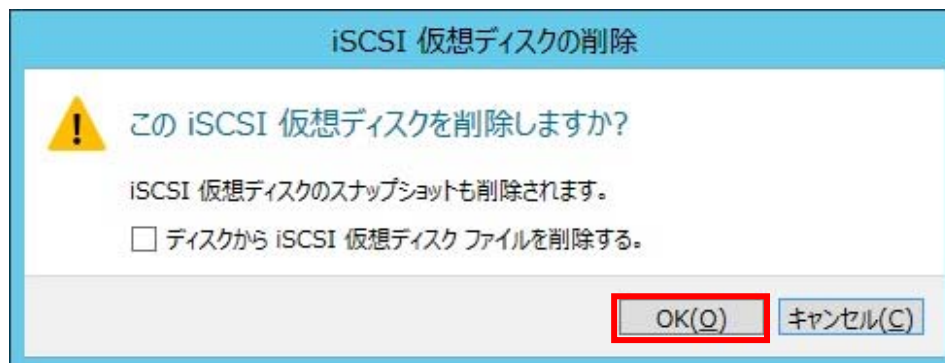 iSCSI 仮想ディスクの削除
この iSCSI 仮想ディスクを削除しますか?
iSCSI 仮想ディスクのスナップショットも削除されます。
ディスクから iSCSI 仮想ディスク ファイルを削除する。
OK(O) キャンセル(C)